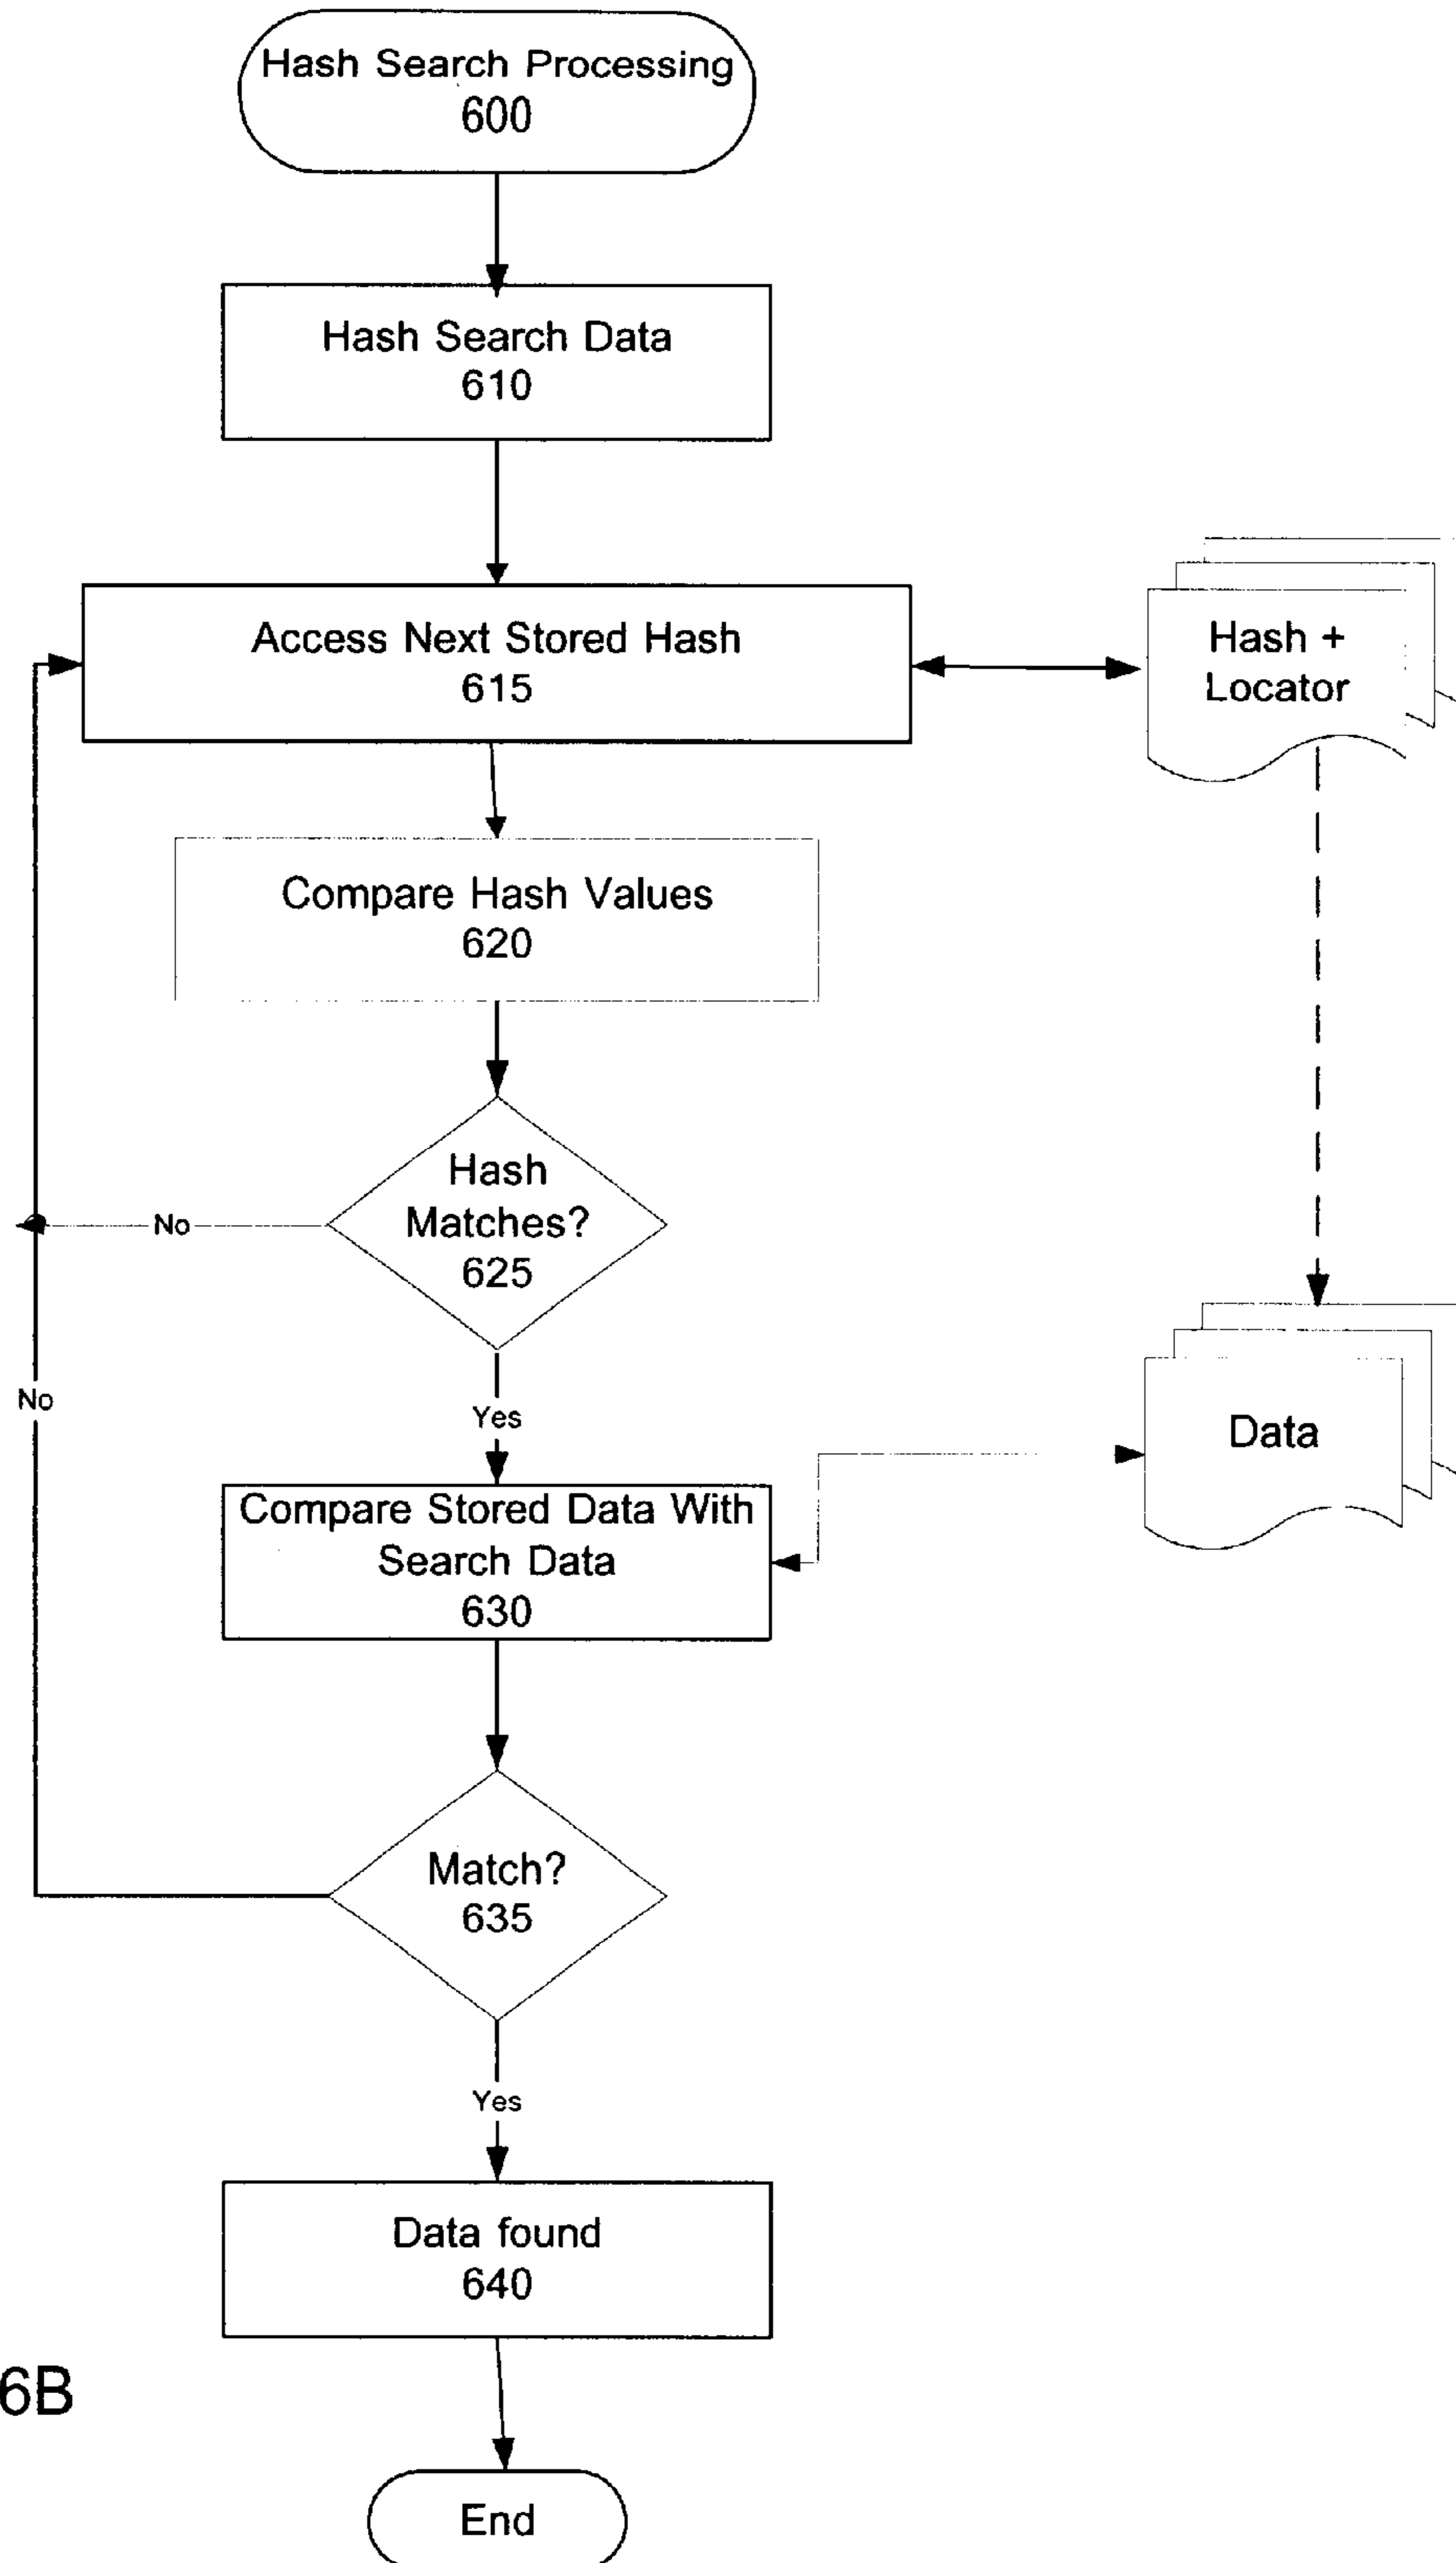 Hash Search Processing
600
Hash Search Data
610
Access Next Stored Hash
615
Hash +
Locator
Compare Hash Values
620
Hash
Matches?
625
No
No
Yes
Data
Compare Stored Data With
Search Data
630
Match?
635
Yes
Data found
640
6B
End